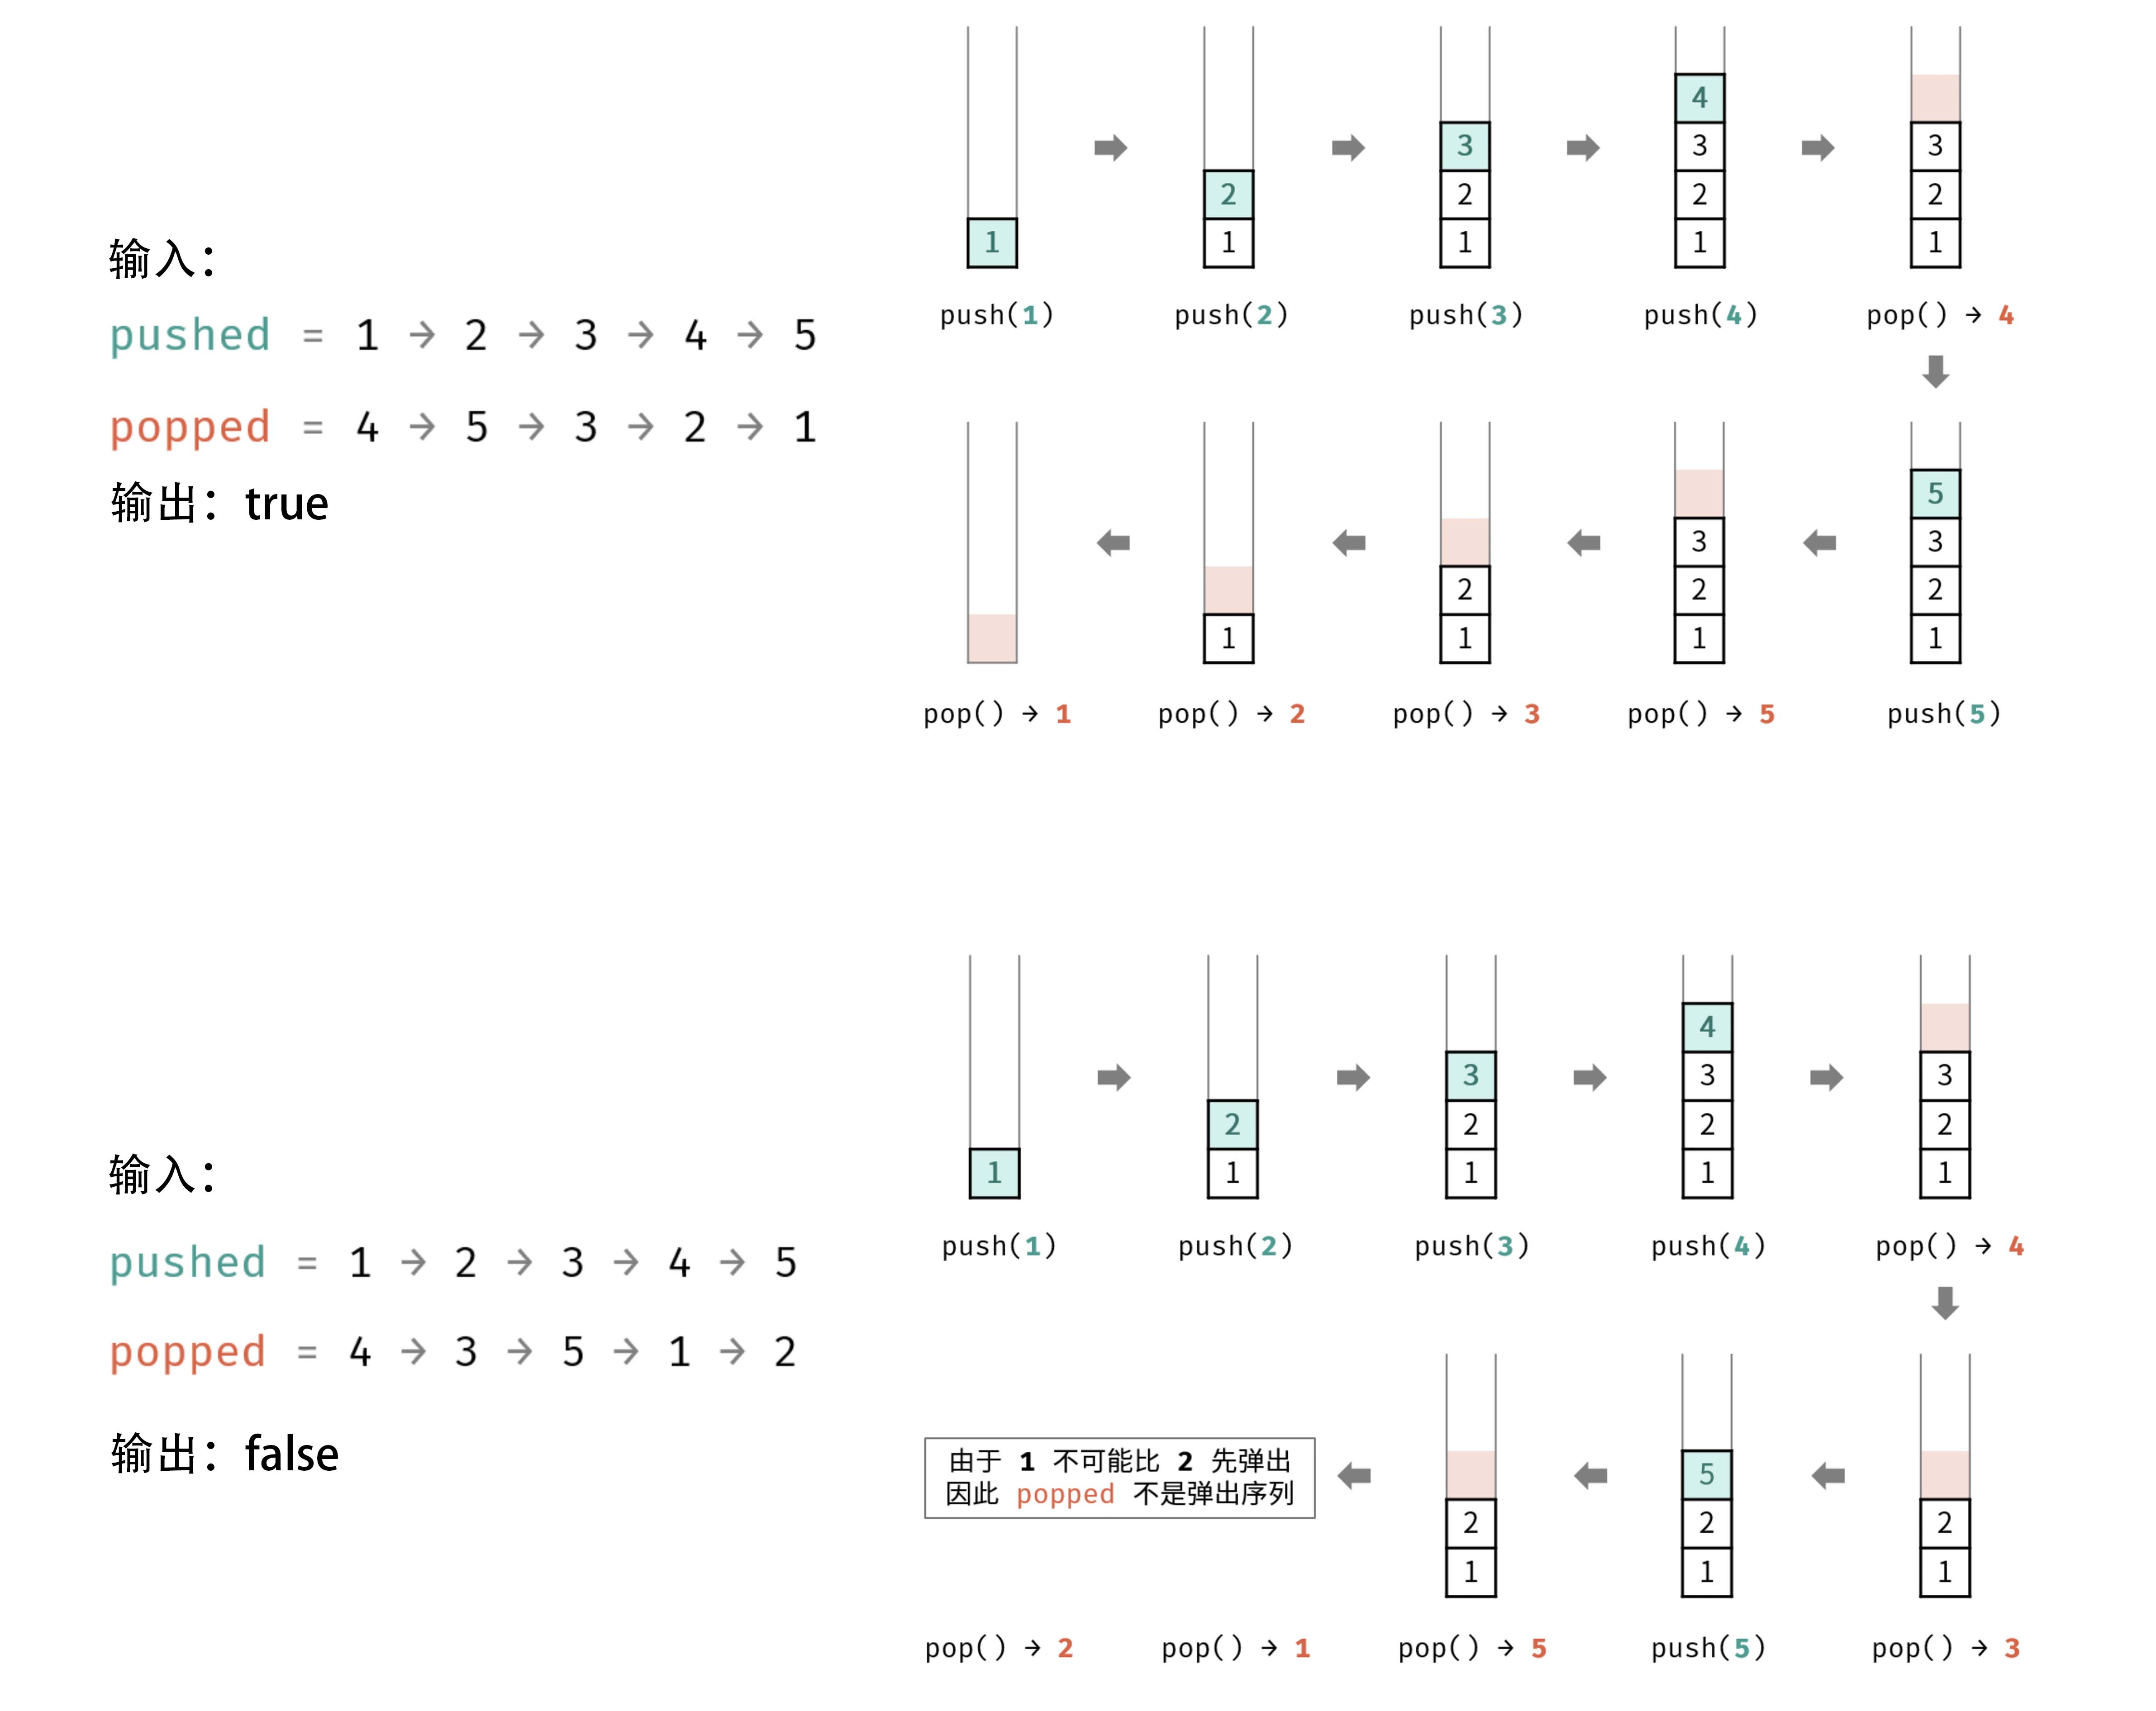 输入：
pushed = 1 → 2 → 3 → 4 → 5
popped = 4 → 5 → 3 → 2 → 1
输出：true
1
2
1
3
2
1
4
3
2
1
3
2
1
push(1)
push(2)
push(3)
push(4)
pop() → 4
1
2
1
3
2
1
5
3
2
1
pop() → 1
pop() → 2
pop() → 3
pop() → 5
push(5)
输入：
pushed = 1 → 2 → 3 → 4 → 5
popped = 4 → 3 → 5 → 1 → 2
输出：false
1
2
1
3
2
1
4
3
2
1
3
2
1
push(1)
push(2)
push(3)
push(4)
pop() → 4
由于 1 不可能比 2 先弹出
因此 popped 不是弹出序列
2
1
5
2
1
2
1
pop() → 2
pop() → 1
pop() → 5
push(5)
pop() → 3